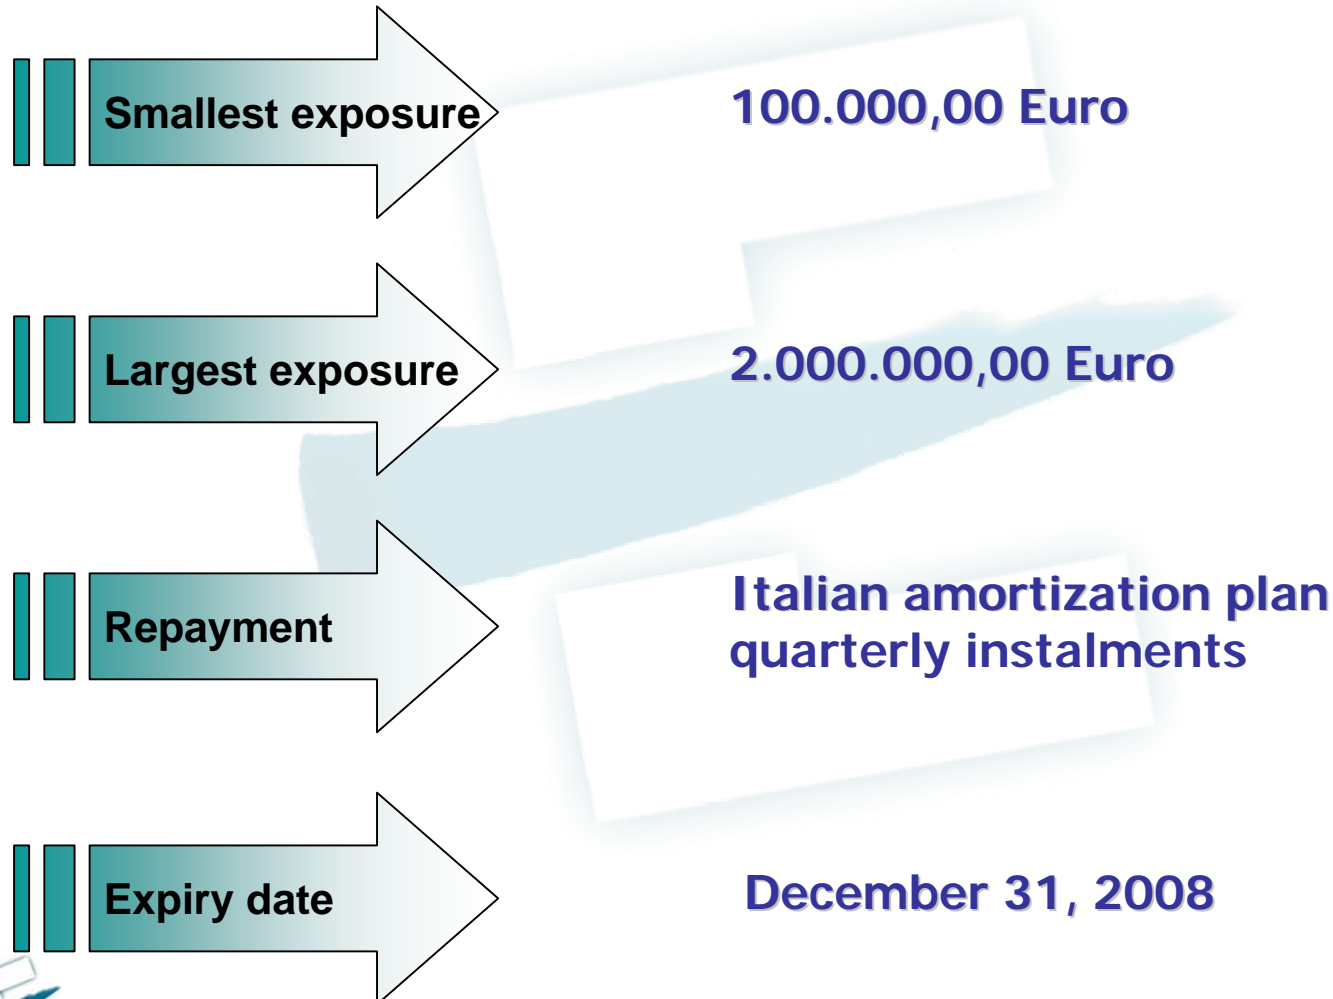 Smallest exposure
100.000,00 Euro
Largest exposure
2.000.000,00 Euro
Repayment
Italian amortization plan
quarterly instalments
Expiry date
December 31, 2008